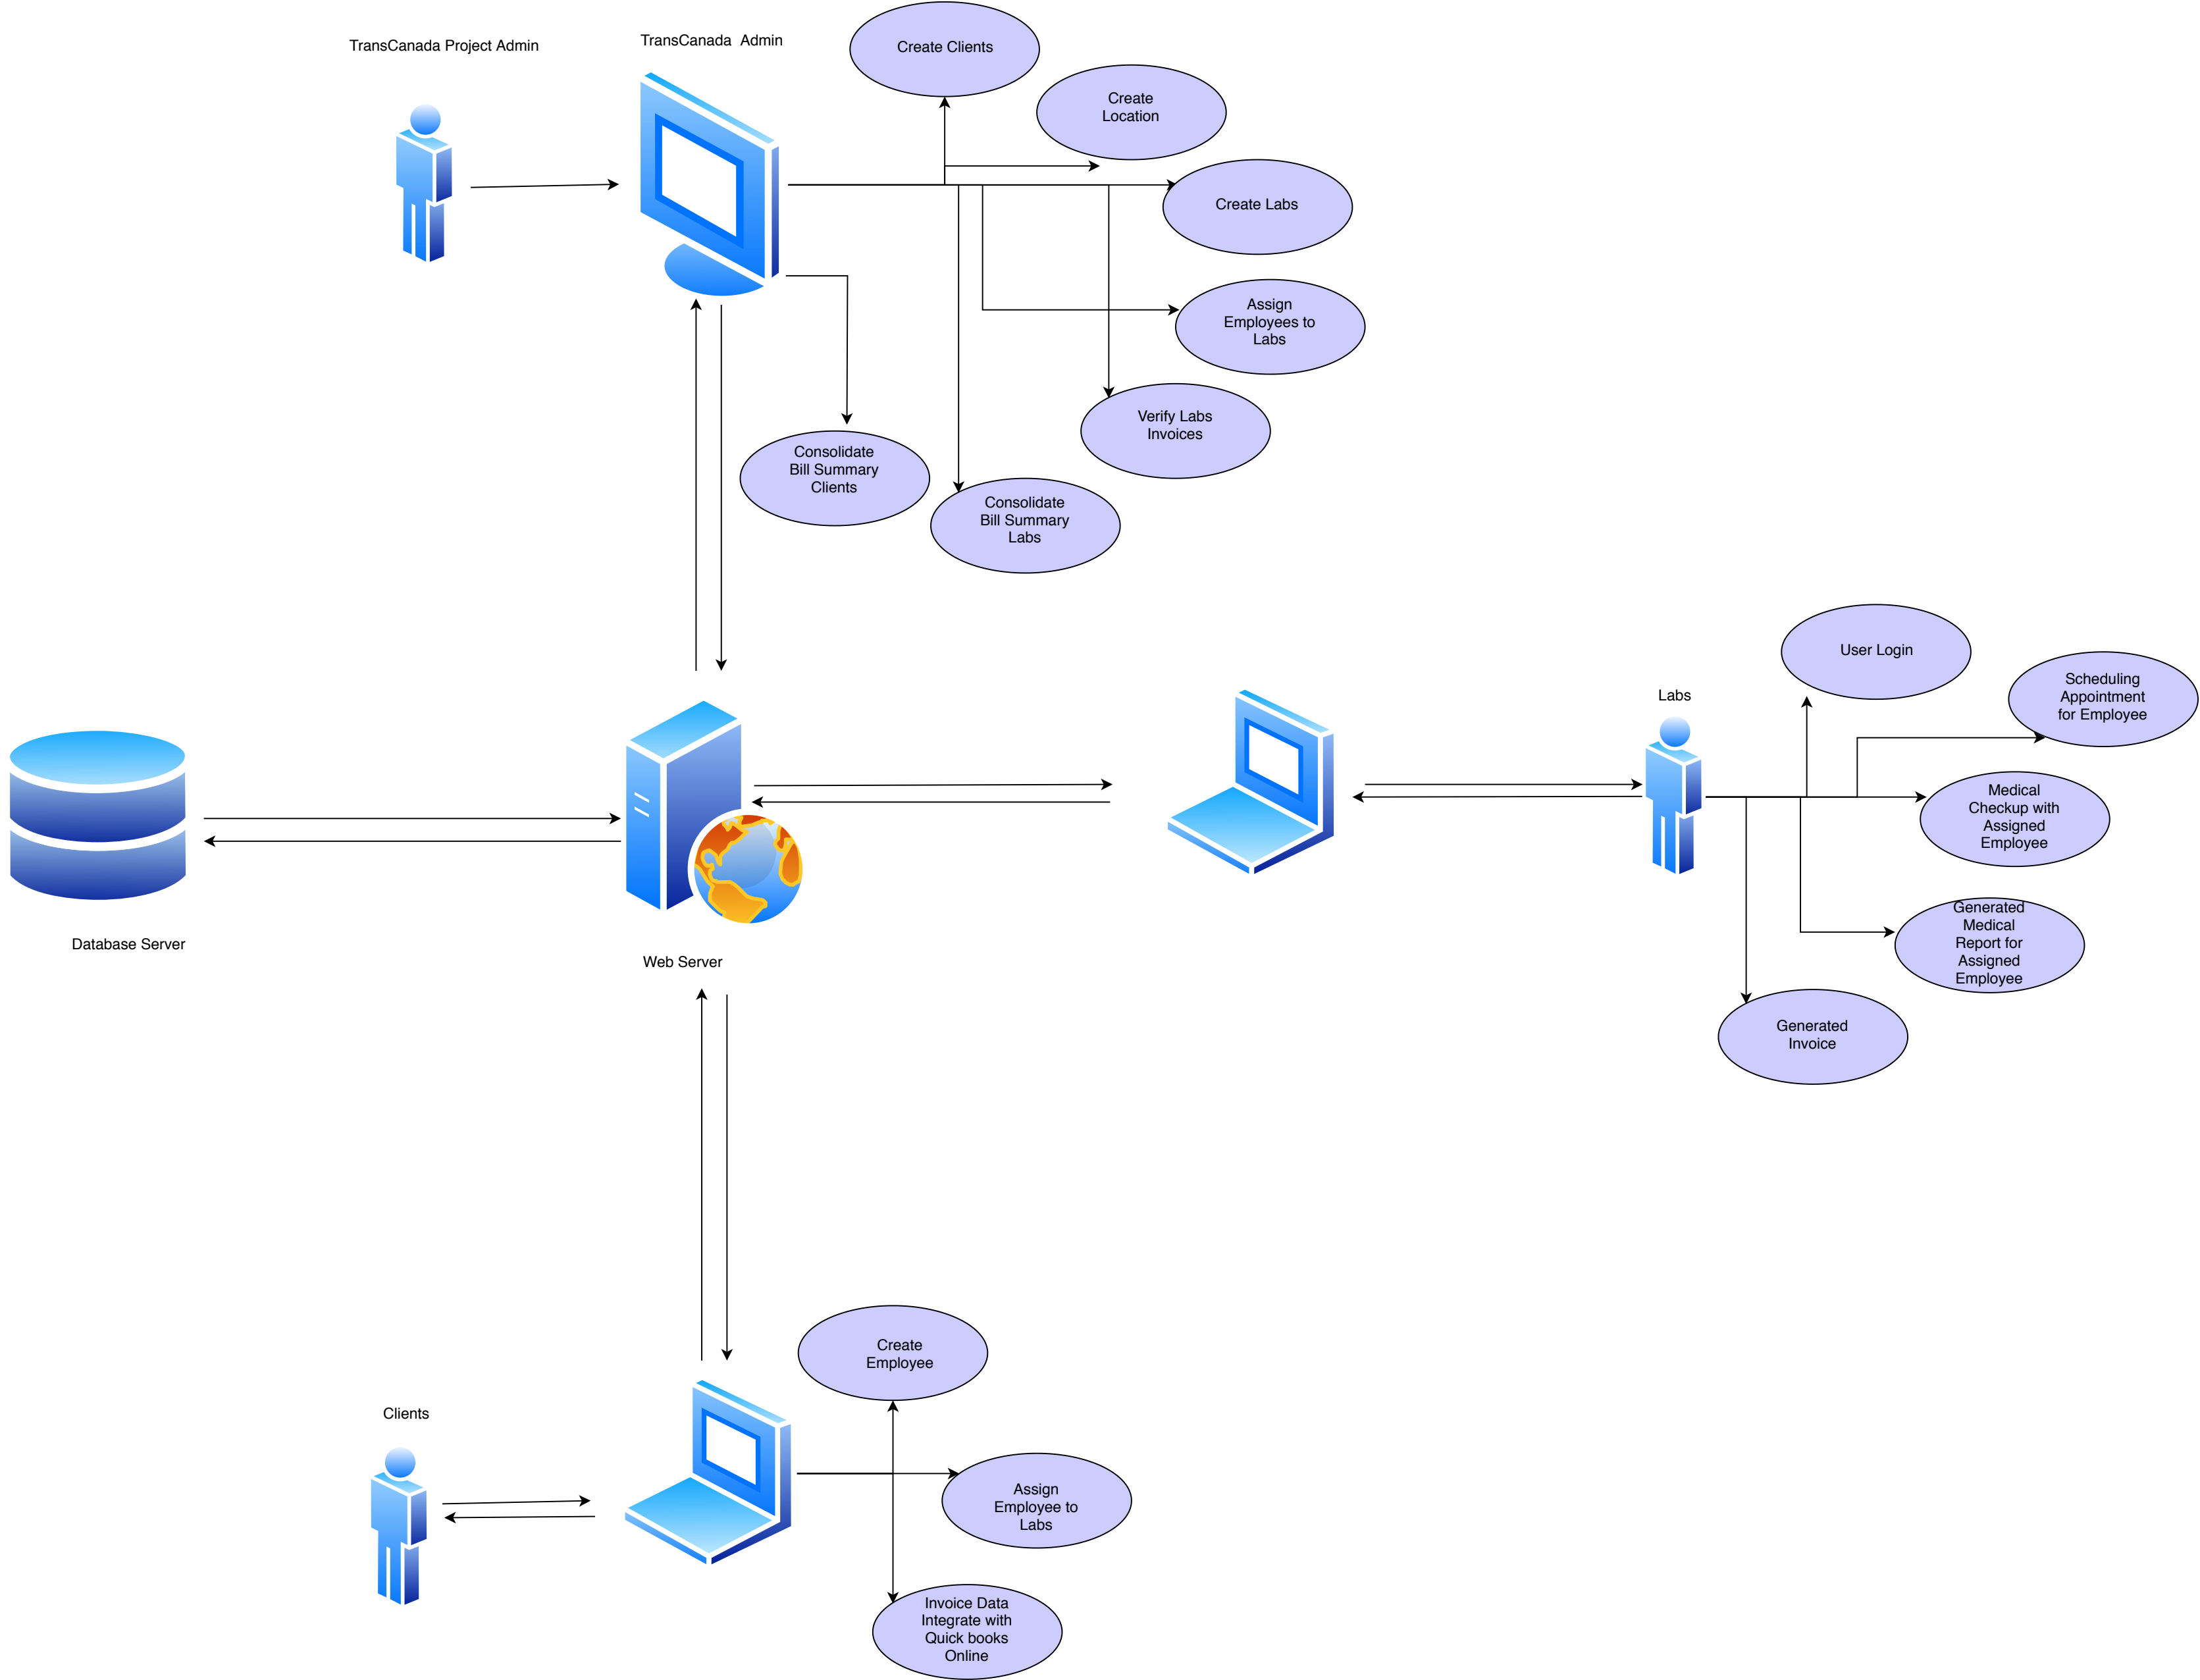 TransCanada Project Admin
TransCanada  Admin
Create Clients
Create
Location
Create Labs
Assign
Employees to
Labs
Verify Labs
Invoices
Consolidate
Bill Summary
Clients
Consolidate
Bill Summary
Labs
User Login
Labs
Scheduling
Appointment
for Employee
Medical
Checkup with
Assigned
Employee
Generated
Medical
Report for
Assigned
Employee
Generated
Invoice
Database Server
Web Server
Create
Employee
Clients
Assign
Employee to
Labs
Invoice Data
Integrate with
Quick books
Online